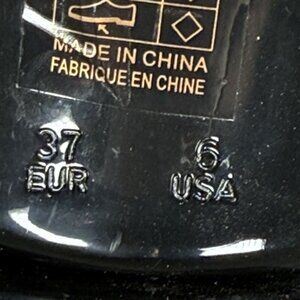 MADE IN CHINA
FABRIQUE EN CHINE
37 6
EUR USA